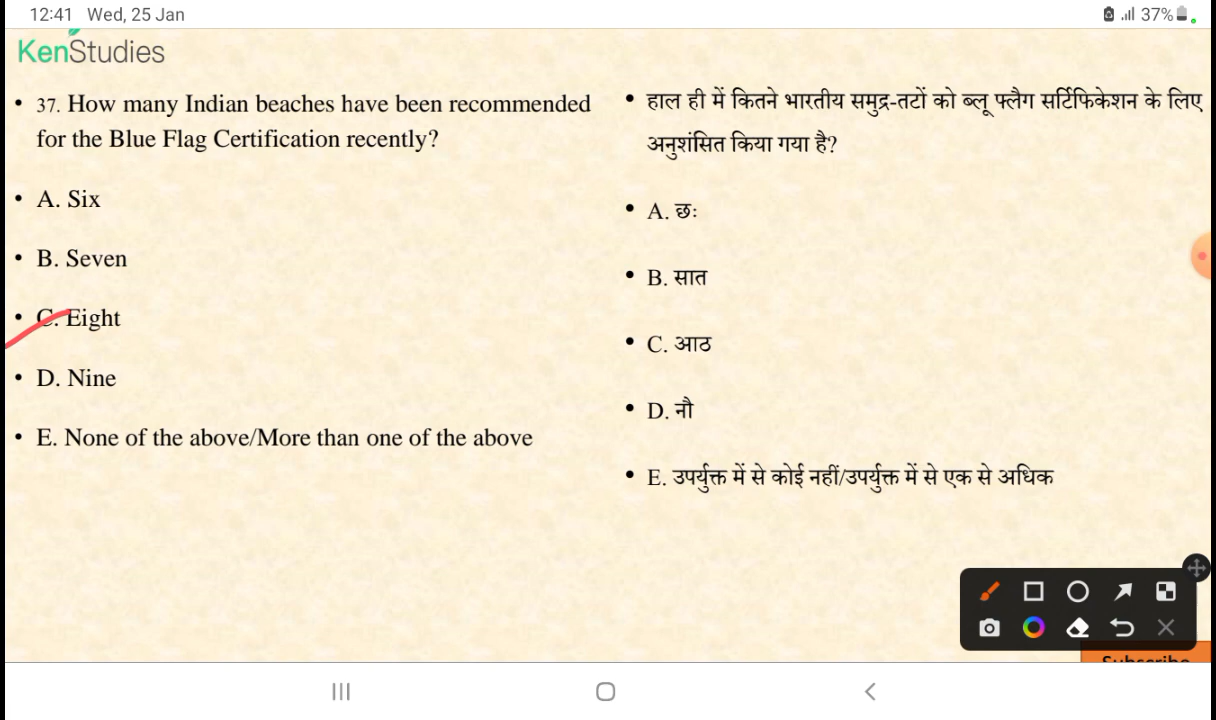 12:41 Wed, 25 Jan
37%
KenStudies
• 37. How many Indian beaches have been recommended
for the Blue Flag Certification recently?
• A. Six
• B. Seven
• C. Eight
• D. Nine
• E. None of the above/More than one of the above
• हाल ही में कितने भारतीय समुद्र-तटों को ब्लू फ्लैग सर्टिफिकेशन के लिए
अनुशंसित किया गया है?
• A. छः
• B. सात
• C. आठ
• D. नौ
• E. उपर्युक्त में से कोई नहीं/उपर्युक्त में से एक से अधिक
Subscribe